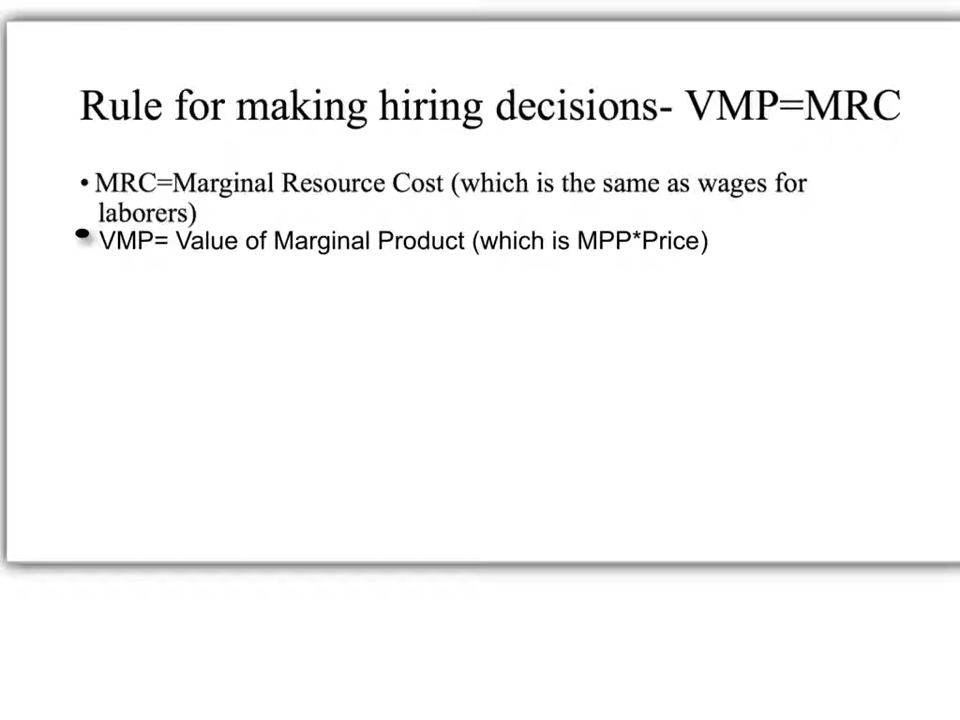 Rule for making hiring decisions- VMP=MRC
• MRC=Marginal Resource Cost (which is the same as wages for
laborers)
• VMP= Value of Marginal Product (which is MPP*Price)